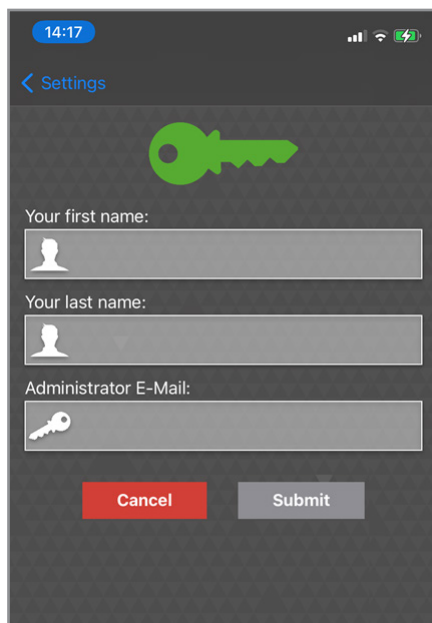 14:17
Settings
Your first name:
Your last name:
Administrator E-Mail:
Cancel Submit